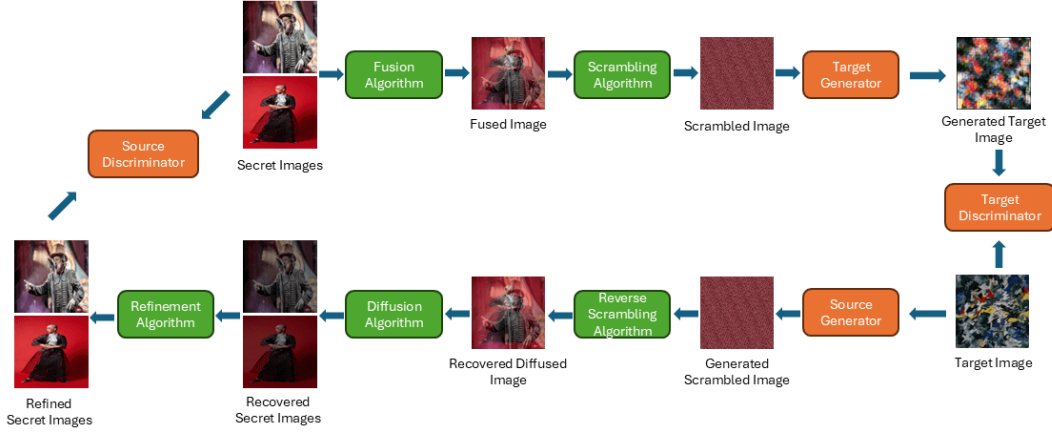 Fusion
Algorithm
Scrambling
Algorithm
Target
Generator
Fused Image
Scrambled Image
Generated Target
Image
Source
Discriminator
Secret Images
Target
Discriminator
Refinement
Algorithm
Diffusion
Algorithm
Reverse
Scrambling
Algorithm
Source
Generator
Recovered Diffused
Image
Generated
Scrambled Image
Target Image
Refined
Secret Images
Recovered
Secret Images